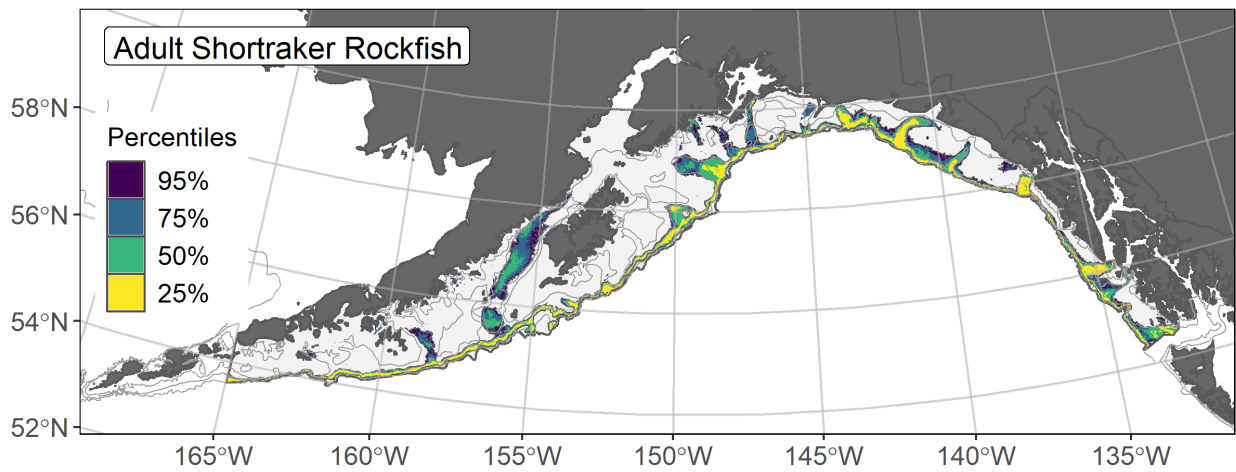 Adult Shortraker Rockfish
58°N
56°N
54°N
52°N
Percentiles
95%
75%
50%
25%
165°W 160°W 155°W 150°W 145°W 140°W 135°W